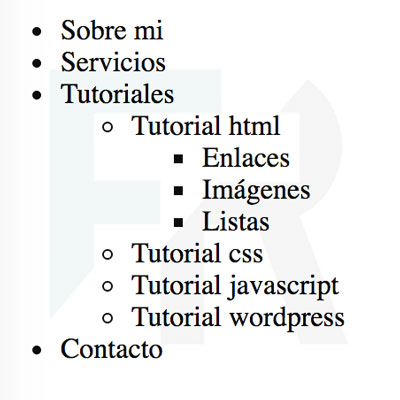 Sobre mi
Servicios
Tutoriales
Tutorial html
Enlaces
Imágenes
Listas
Tutorial css
Tutorial javascript
Tutorial wordpress
Contacto